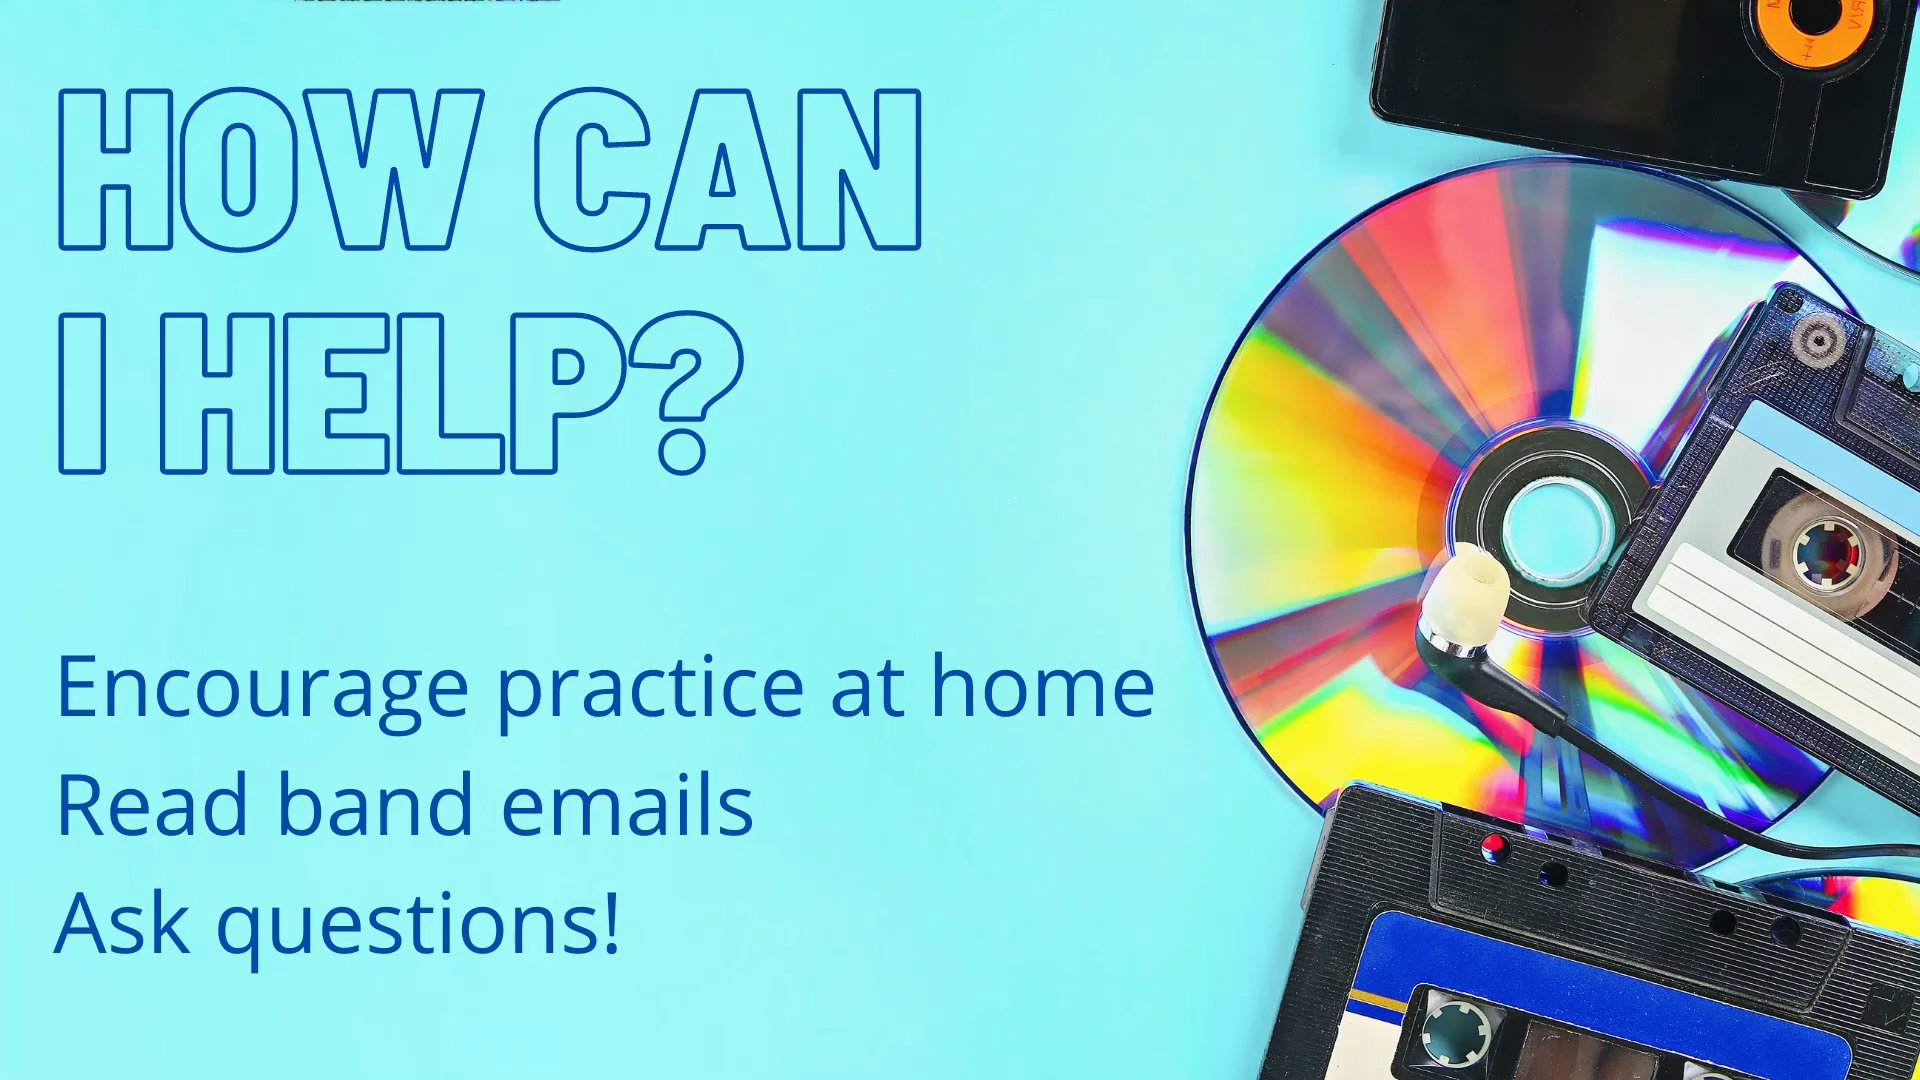 HOW CAN
I HELP?
Encourage practice at home
Read band emails
Ask questions!